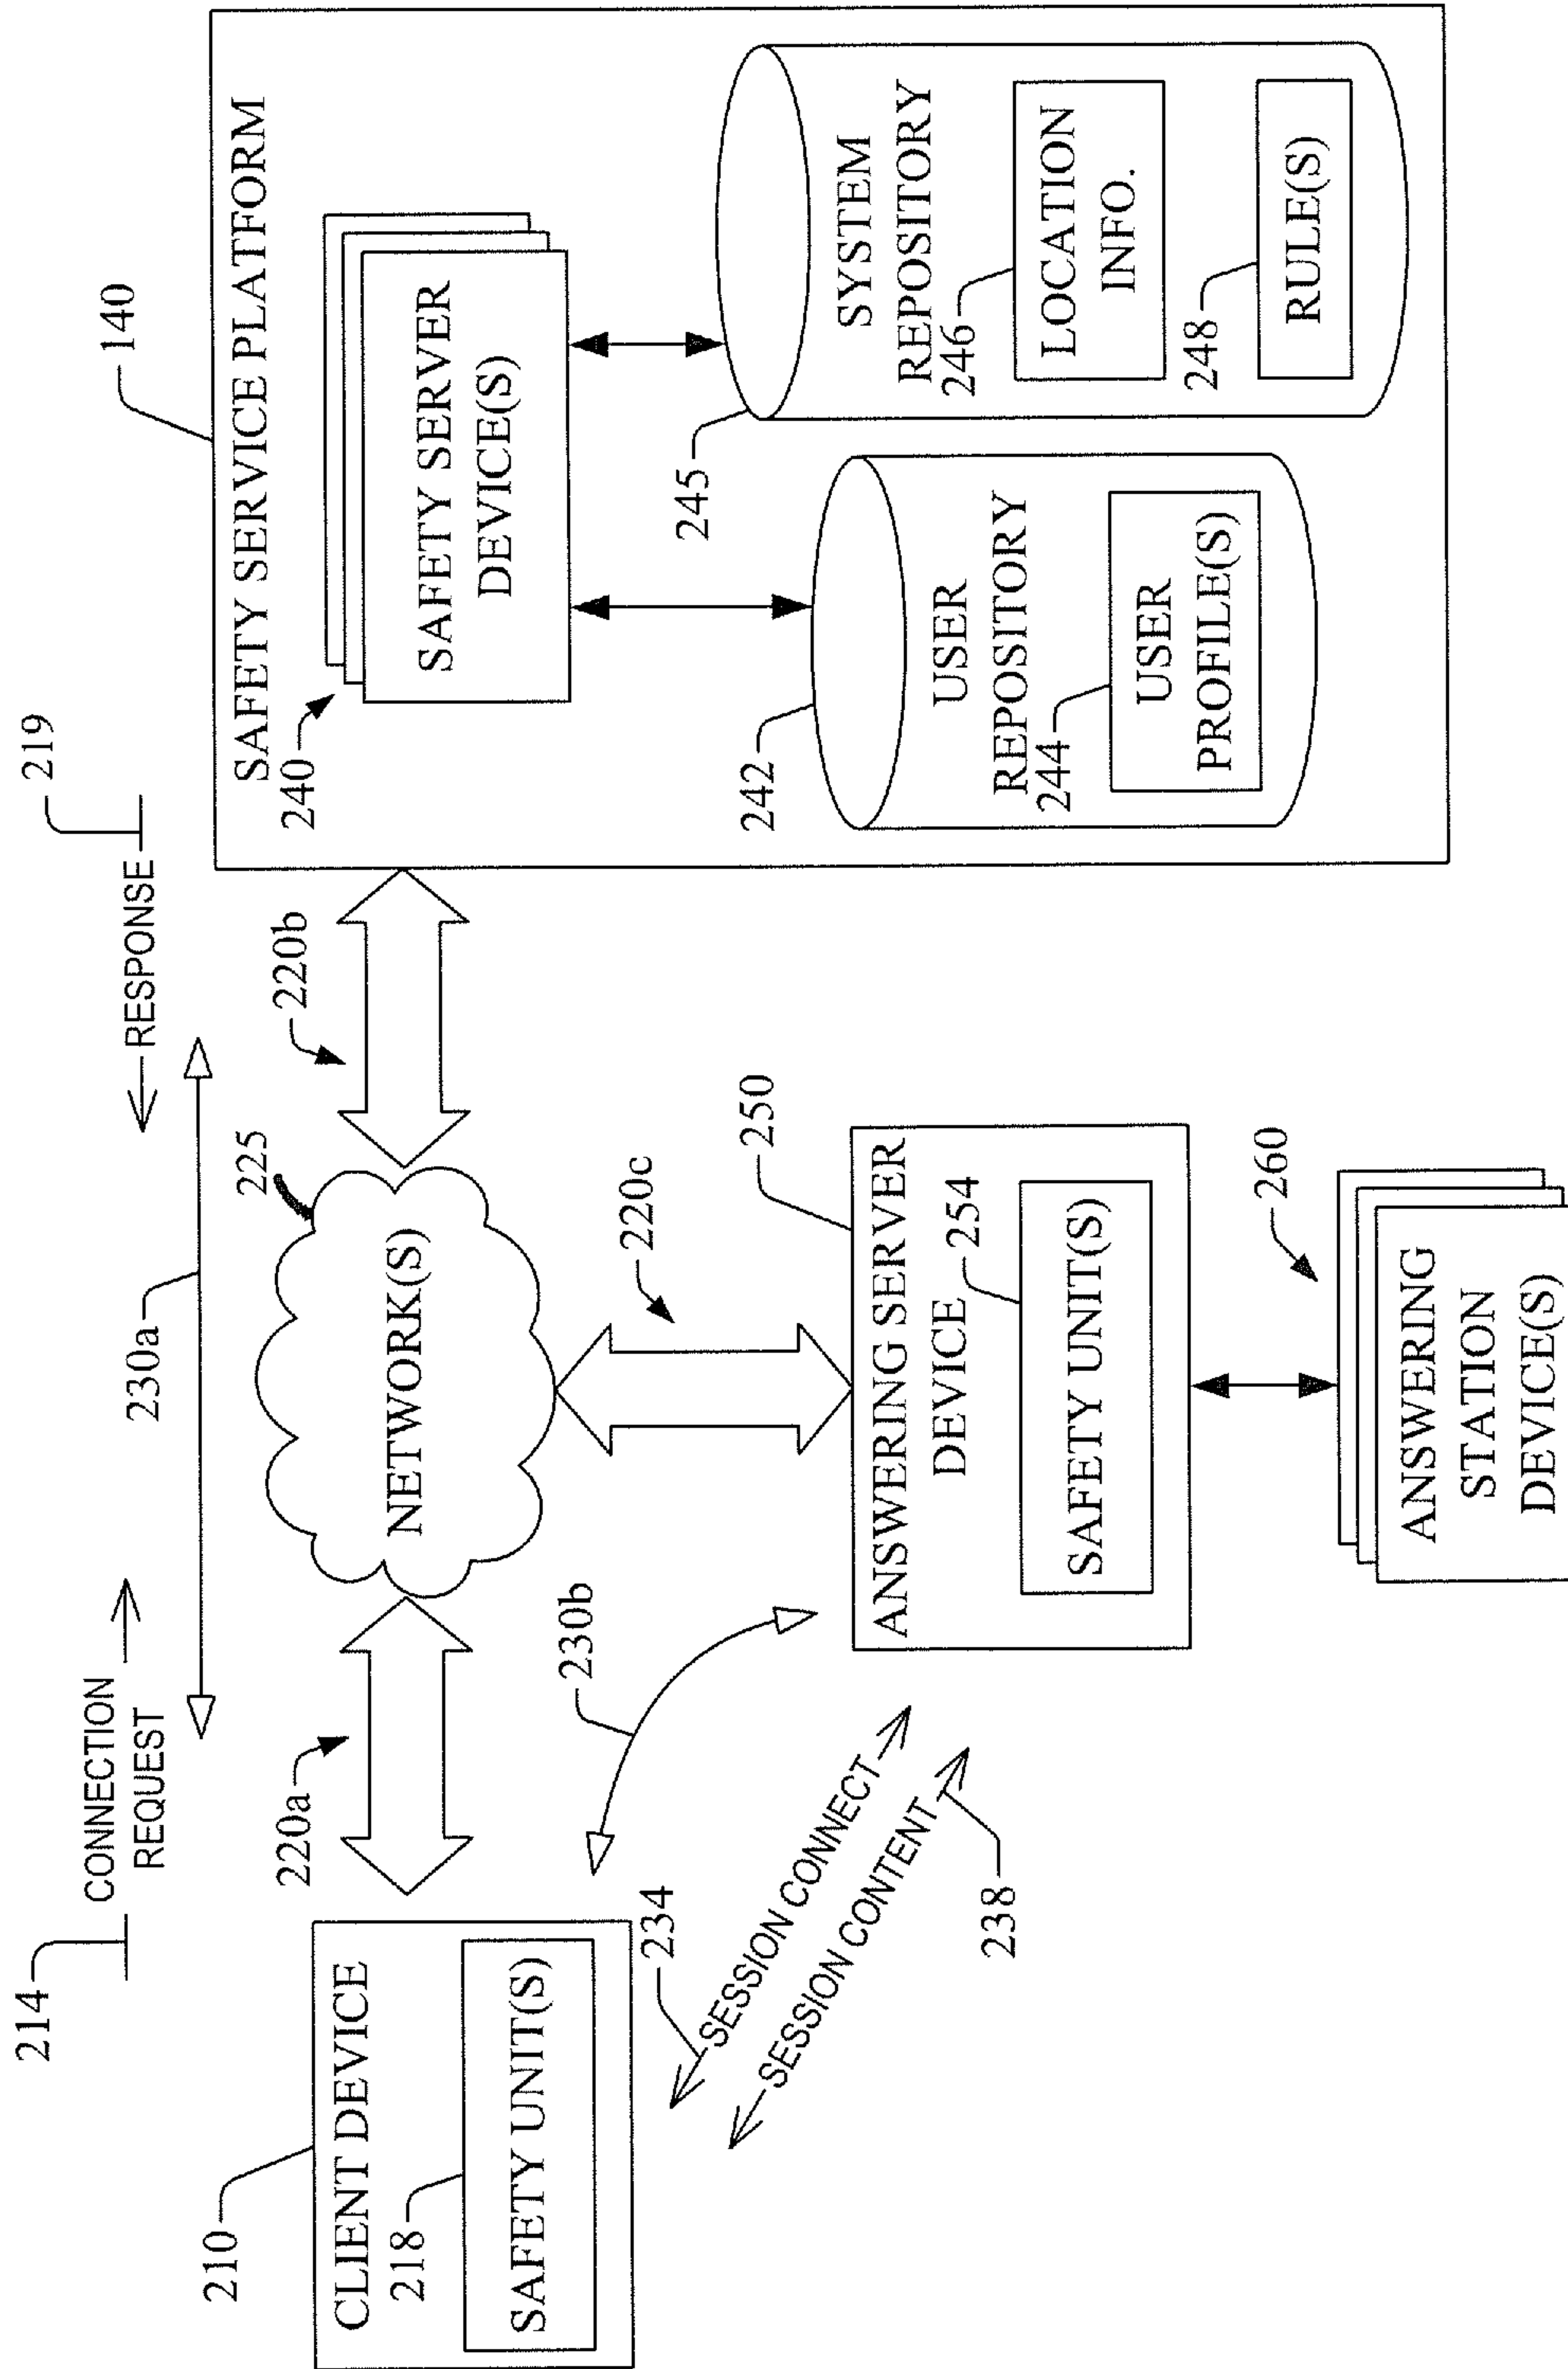 214
CONNECTION
REQUEST
230a
RESPONSE
219
210
CLIENT DEVICE
218
SAFETY UNIT(S)
220a
225
NETWORK(S)
220b
140
SAFETY SERVICE PLATFORM
240
SAFETY SERVER
DEVICE(S)
242
USER
REPOSITORY
244
USER
PROFILE(S)
245
SYSTEM
REPOSITORY
246
LOCATION
INFO.
248
RULE(S)
234
SESSION CONNECT
SESSION CONTENT
238
230b
220c
250
ANSWERING SERVER
DEVICE
254
SAFETY UNIT(S)
260
ANSWERING
STATION
DEVICE(S)